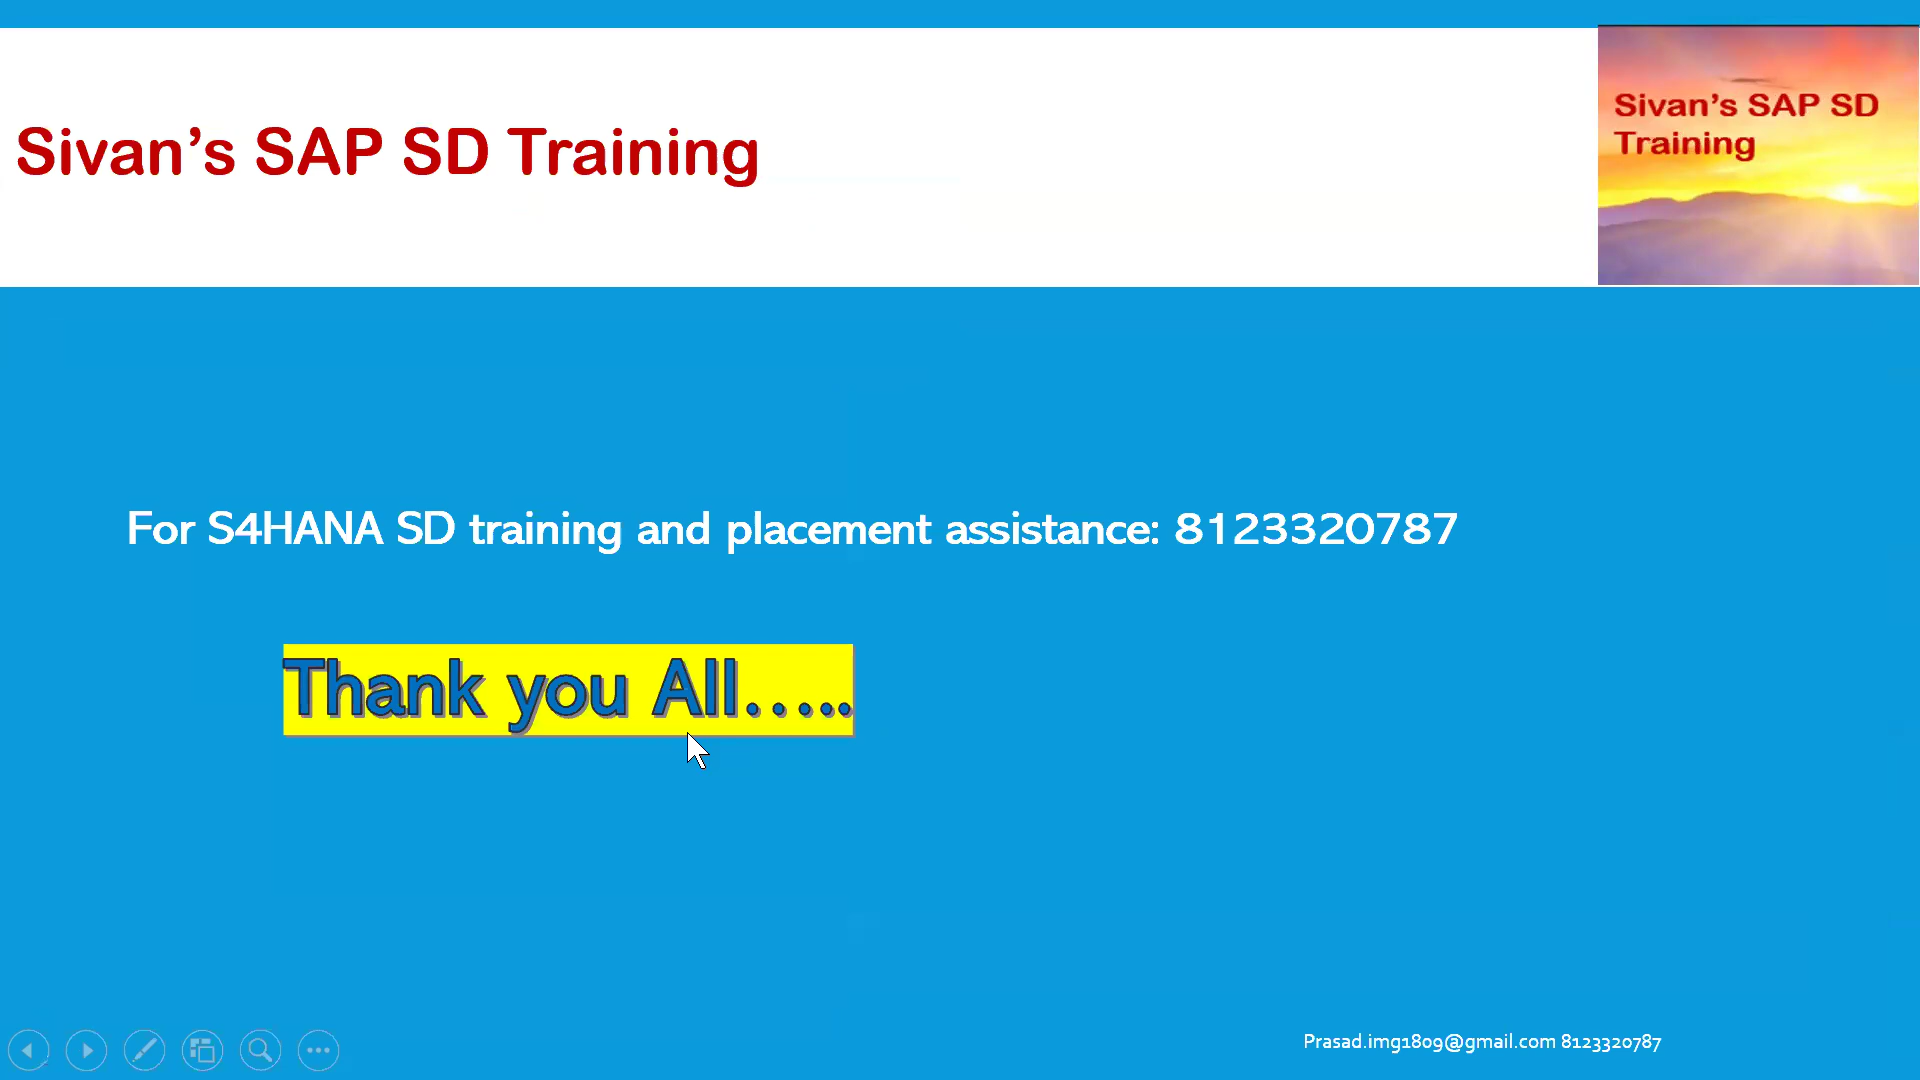 Sivan’s SAP SD Training
Sivan’s SAP SD
Training
For S4HANA SD training and placement assistance: 8123320787
Thank you All…..
Prasad.img1809@gmail.com 8123320787